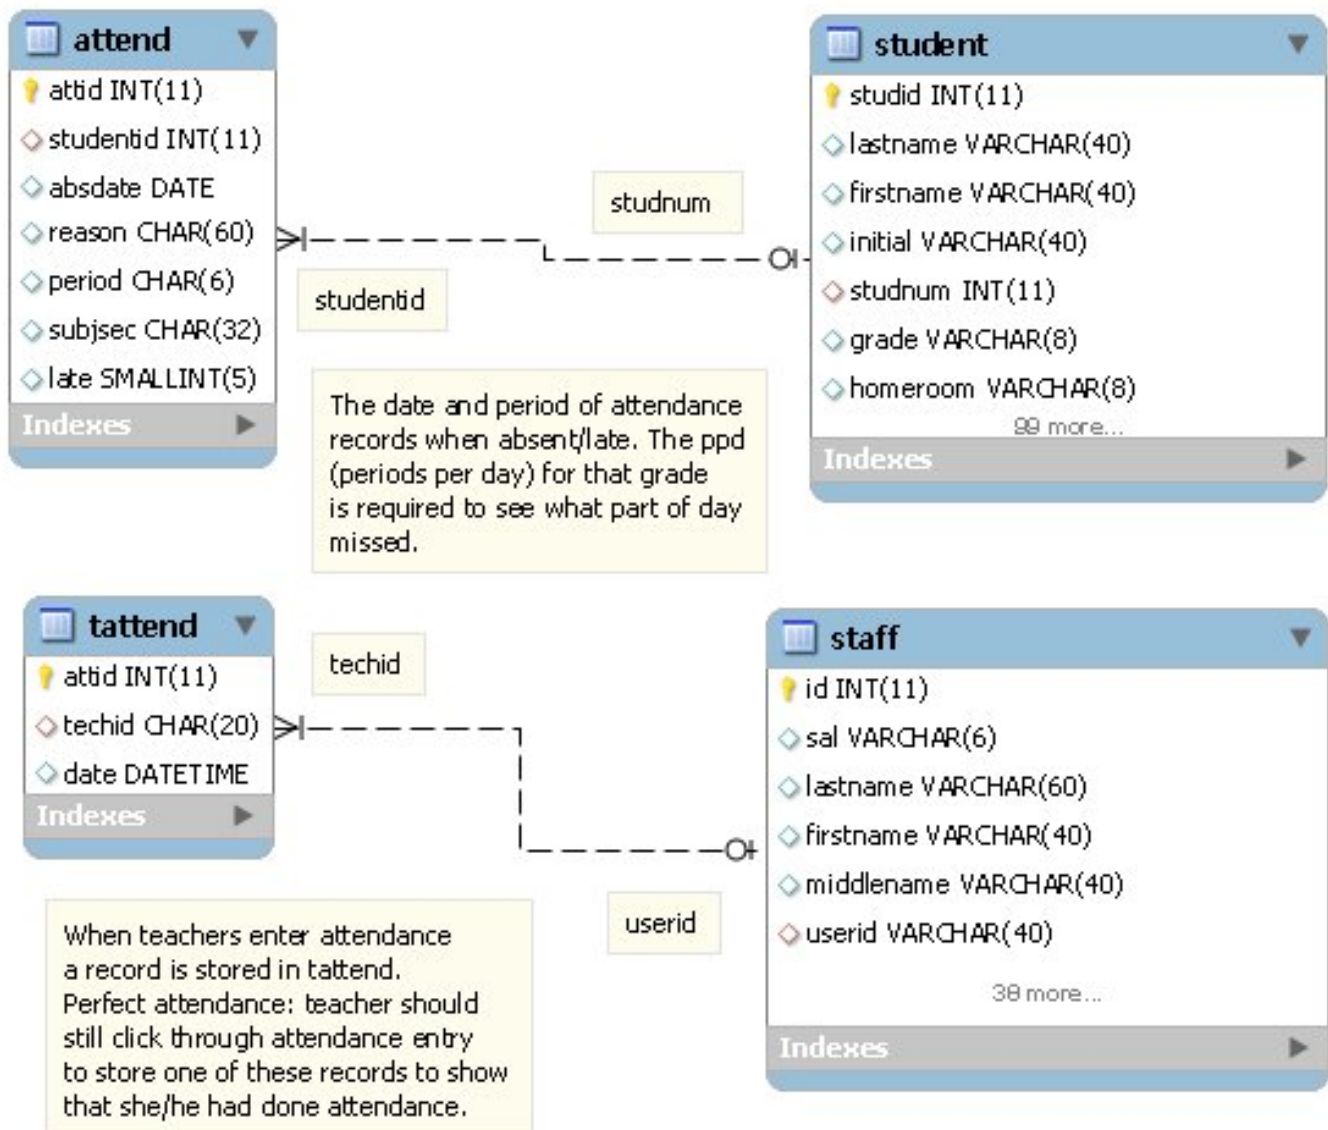 attend
attid INT(11)
studentid INT(11)
absdate DATE
reason CHAR(60)
period CHAR(6)
subjsec CHAR(32)
late SMALLINT(5)
Indexes
studentid
studnum
student
studid INT(11)
lastname VARCHAR(40)
firstname VARCHAR(40)
initial VARCHAR(40)
studnum INT(11)
grade VARCHAR(8)
homeroom VARCHAR(8)
99 more...
Indexes
The date and period of attendance
records when absent/late. The ppd
(periods per day) for that grade
is required to see what part of day
missed.
tattend
attid INT(11)
techid CHAR(20)
date DATETIME
Indexes
techid
userid
staff
id INT(11)
sal VARCHAR(6)
lastname VARCHAR(60)
firstname VARCHAR(40)
middlename VARCHAR(40)
userid VARCHAR(40)
38 more...
Indexes
When teachers enter attendance
a record is stored in tattend.
Perfect attendance: teacher should
still click through attendance entry
to store one of these records to show
that she/he had done attendance.